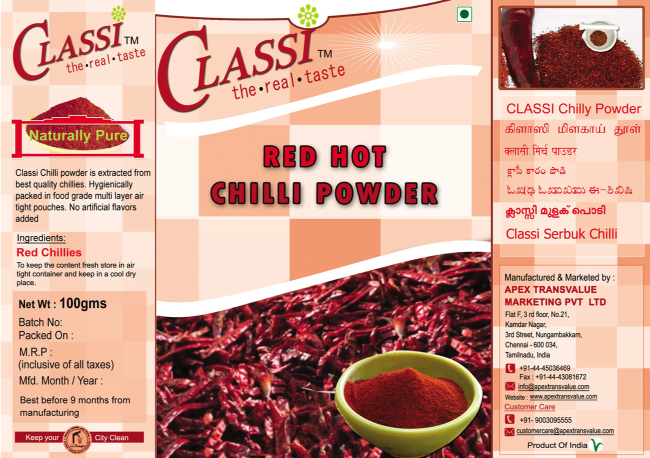 CLASSI TM
the·real·taste
Naturally Pure
Classi Chilli powder is extracted from
best quality chillies. Hygienically
packed in food grade multi layer air
tight pouches. No artificial flavors
added
Ingredients:
Red Chillies
To keep the content fresh store in air
tight container and keep in a cool dry
place.
Net Wt : 100gms
Batch No:
Packed On :
M.R.P :
(inclusive of all taxes)
Mfd. Month / Year :
Best before 9 months from
manufacturing
Keep your City Clean
CLASSI TM
the·real·taste
RED HOT
CHILLI POWDER
CLASSI Chilly Powder
கிளாஸி மிளகாய் தூள்
क्लासी मिर्च पाउडर
క్లాసీ కారం పొడి
ക്ലാസ്സി മുളക് പൊടി
Classi Serbuk Chilli
Manufactured & Marketed by :
APEX TRANSVALUE
MARKETING PVT LTD
Flat F, 3 rd floor, No.21,
Kamdar Nagar,
3rd Street, Nungambakkam,
Chennai - 600 034,
Tamilnadu, India
+91-44-45036469
Fax : +91-44-43081672
info@apextransvalue.com
Website : www.apextransvalue.com
Customer Care
+91- 9003095555
customercare@apextransvalue.com
Product Of India